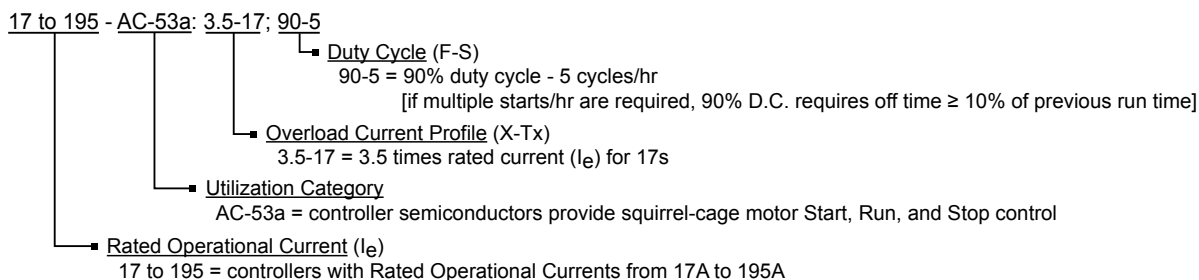 17 to 195 - AC-53a: 3.5-17; 90-5
Duty Cycle (F-S)
90-5 = 90% duty cycle - 5 cycles/hr
[if multiple starts/hr are required, 90% D.C. requires off time ≥ 10% of previous run time]
Overload Current Profile (X-Tx)
3.5-17 = 3.5 times rated current (Ie) for 17s
Utilization Category
AC-53a = controller semiconductors provide squirrel-cage motor Start, Run, and Stop control
Rated Operational Current (Ie)
17 to 195 = controllers with Rated Operational Currents from 17A to 195A